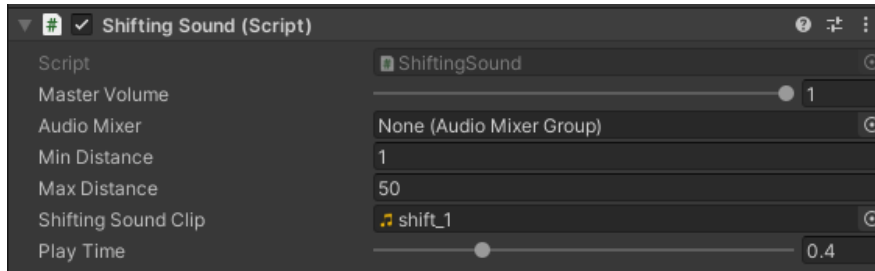 # Shifting Sound (Script)
Script ShiftingSound
Master Volume 1
Audio Mixer None (Audio Mixer Group)
Min Distance 1
Max Distance 50
Shifting Sound Clip shift_1
Play Time 0.4